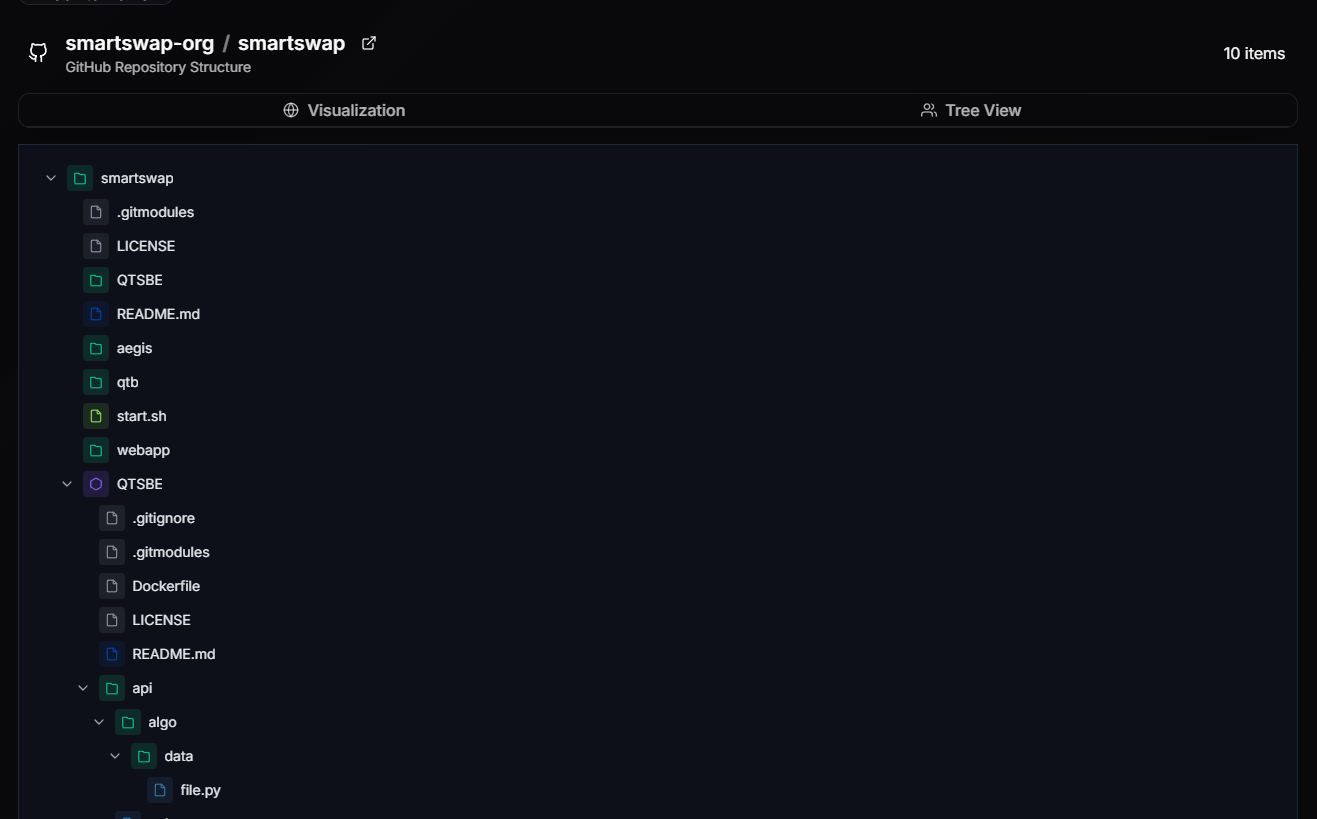 smartswap-org / smartswap
GitHub Repository Structure
10 items
Visualization
Tree View
smartswap
.gitmodules
LICENSE
QTSBE
README.md
aegis
qtb
start.sh
webapp
QTSBE
.gitignore
.gitmodules
Dockerfile
LICENSE
README.md
api
algo
data
file.py